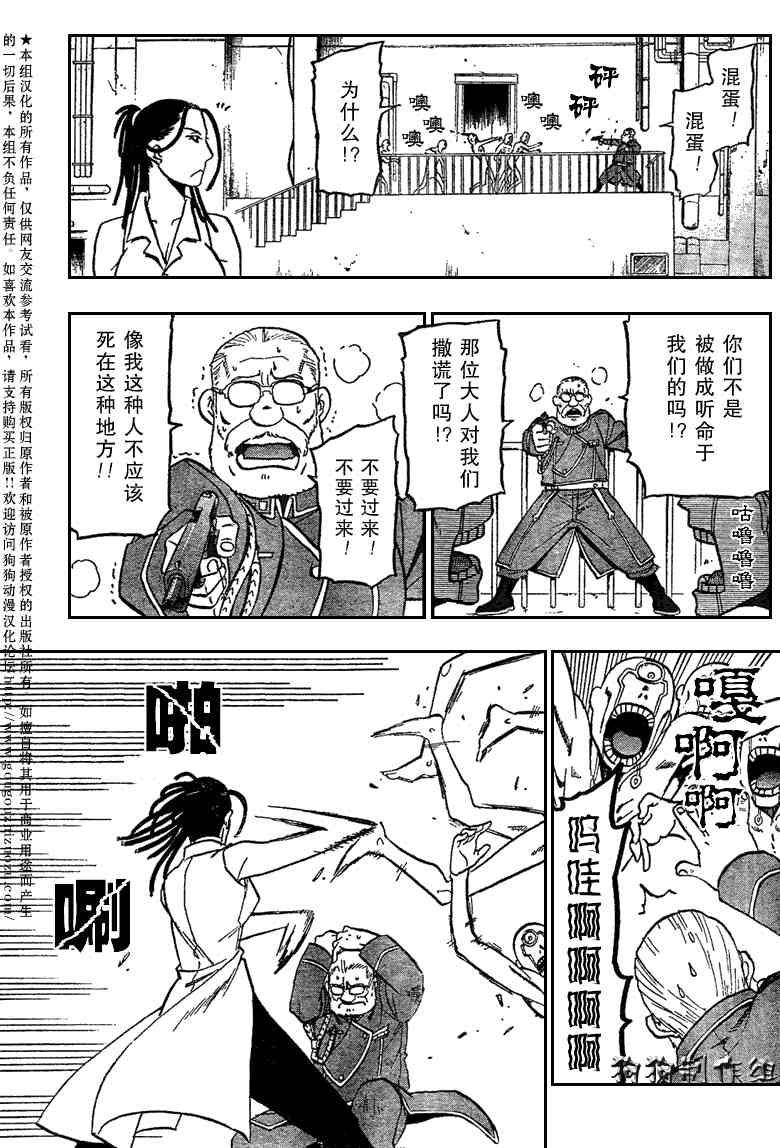 混蛋！
混蛋！
砰
砰
噢
噢
噢
噢
噢
为什么！？
你们不是
被做成听命于
我们的吗！？
咕噜噜噜
那位大人对我们
撒谎了吗！？
不要过来！
不要过来！
像我这种人不应该
死在这种地方！！
嘎啊啊
呜哇啊啊啊啊
啪
唰
狗狗制作组
★本组汉化的所有作品，仅供网友交流参考试看，所有版权归原作者和被原作者授权的出版社所有，如擅自将其用于商业用途而产生
的一切后果，本组不负任何责任。如喜欢本作品，请支持购买正版！！欢迎访问狗狗动漫汉化论坛